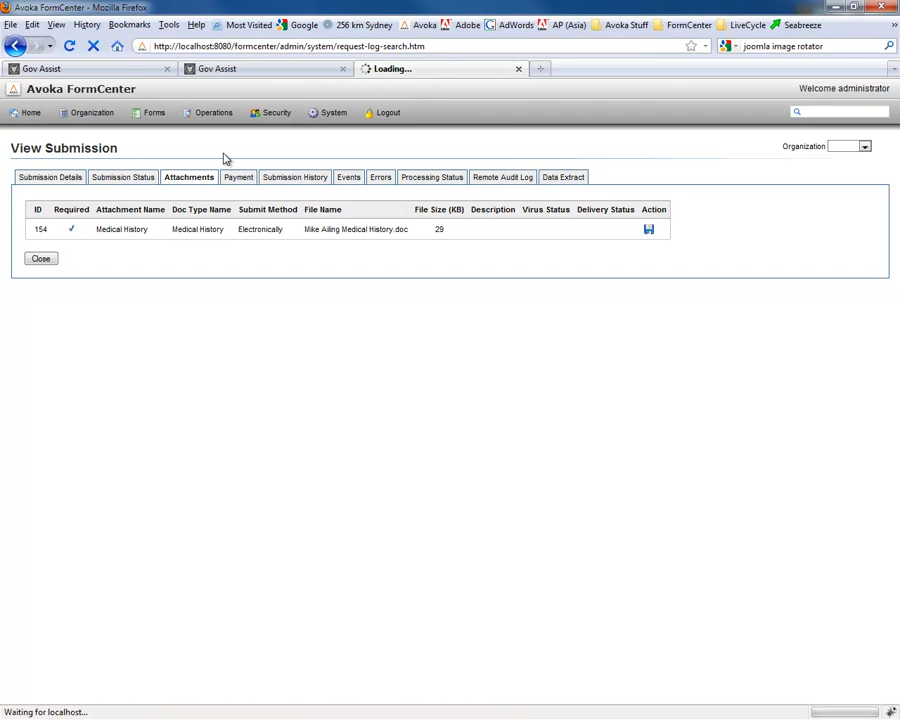 Avoka FormCenter - Mozilla Firefox
File Edit View History Bookmarks Tools Help Most Visited Google 256 km Sydney Avoka Adobe AdWords AP (Asia) Avoka Stuff FormCenter LiveCycle Seabreeze »
http://localhost:8080/formcenter/admin/system/request-log-search.htm joomla image rotator
Gov Assist Gov Assist Loading...
Avoka FormCenter Welcome administrator
Home Organization Forms Operations Security System Logout
View Submission Organization
Submission Details Submission Status Attachments Payment Submission History Events Errors Processing Status Remote Audit Log Data Extract
ID Required Attachment Name Doc Type Name Submit Method File Name File Size (KB) Description Virus Status Delivery Status Action
154 Medical History Medical History Electronically Mike Ailing Medical History.doc 29
Close
Waiting for localhost...